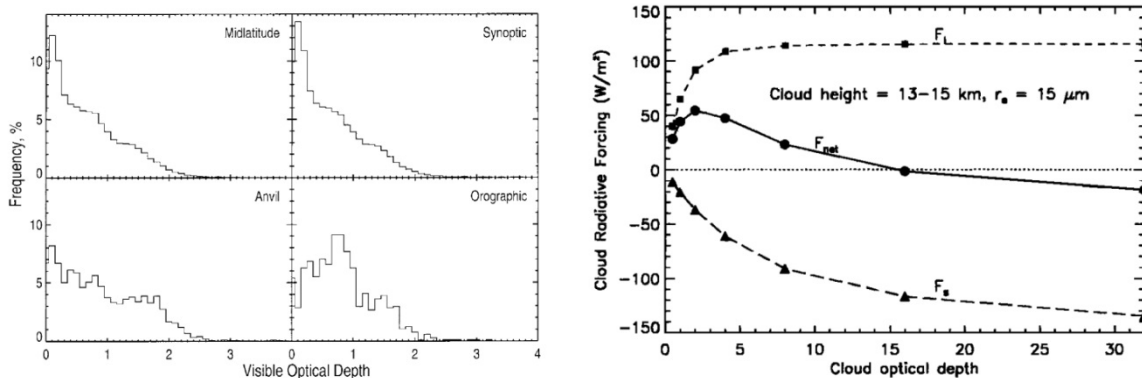 Midlatitude
Synoptic
Anvil
Orographic
Frequency, %
10
5
0
10
5
0
0 1 2 3
0 1 2 3 4
Visible Optical Depth
Cloud Radiative Forcing (W/m²)
150
100
50
0
−50
−100
−150
F_L
Cloud height = 13−15 km, r_e = 15 μm
F_net
F_s
0 5 10 15 20 25 30
Cloud optical depth